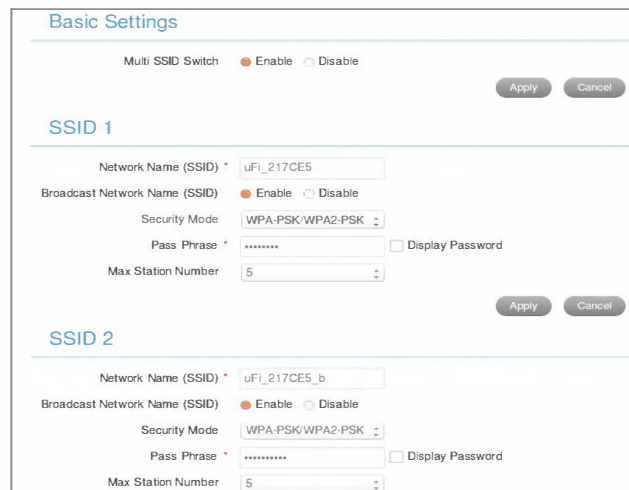 Basic Settings
Multi SSID Switch Enable Disable
Apply Cancel
SSID 1
Network Name (SSID) * uFi_217CE5
Broadcast Network Name (SSID) Enable Disable
Security Mode WPA-PSK/WPA2-PSK
Pass Phrase * •••••••• Display Password
Max Station Number 5
Apply Cancel
SSID 2
Network Name (SSID) * uFi_217CE5_b
Broadcast Network Name (SSID) Enable Disable
Security Mode WPA-PSK/WPA2-PSK
Pass Phrase * •••••••••• Display Password
Max Station Number 5